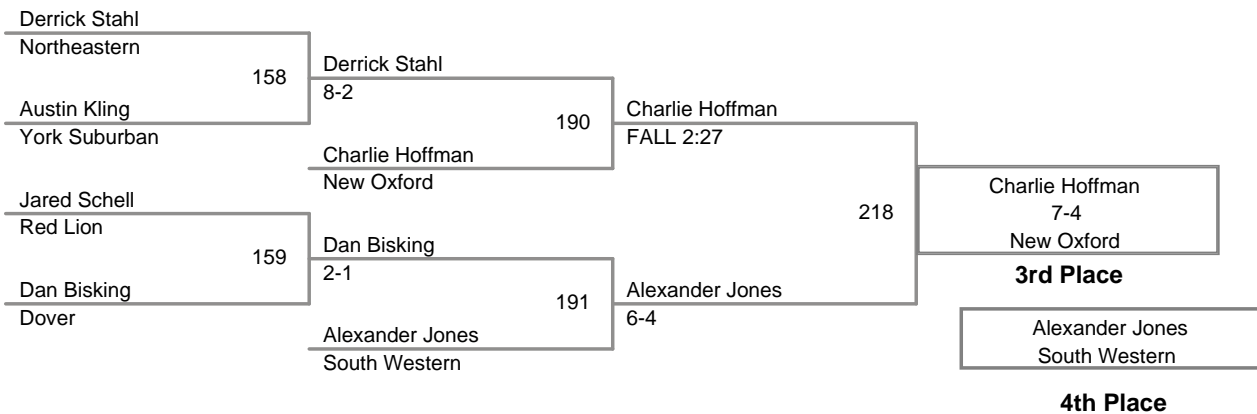 Derrick Stahl
Northeastern
158
Derrick Stahl
8-2
Austin Kling
York Suburban
190
Charlie Hoffman
FALL 2:27
Charlie Hoffman
New Oxford
Jared Schell
Red Lion
159
Dan Bisking
2-1
Dan Bisking
Dover
191
Alexander Jones
6-4
Alexander Jones
South Western
218
Charlie Hoffman
7-4
New Oxford
3rd Place
Alexander Jones
South Western
4th Place